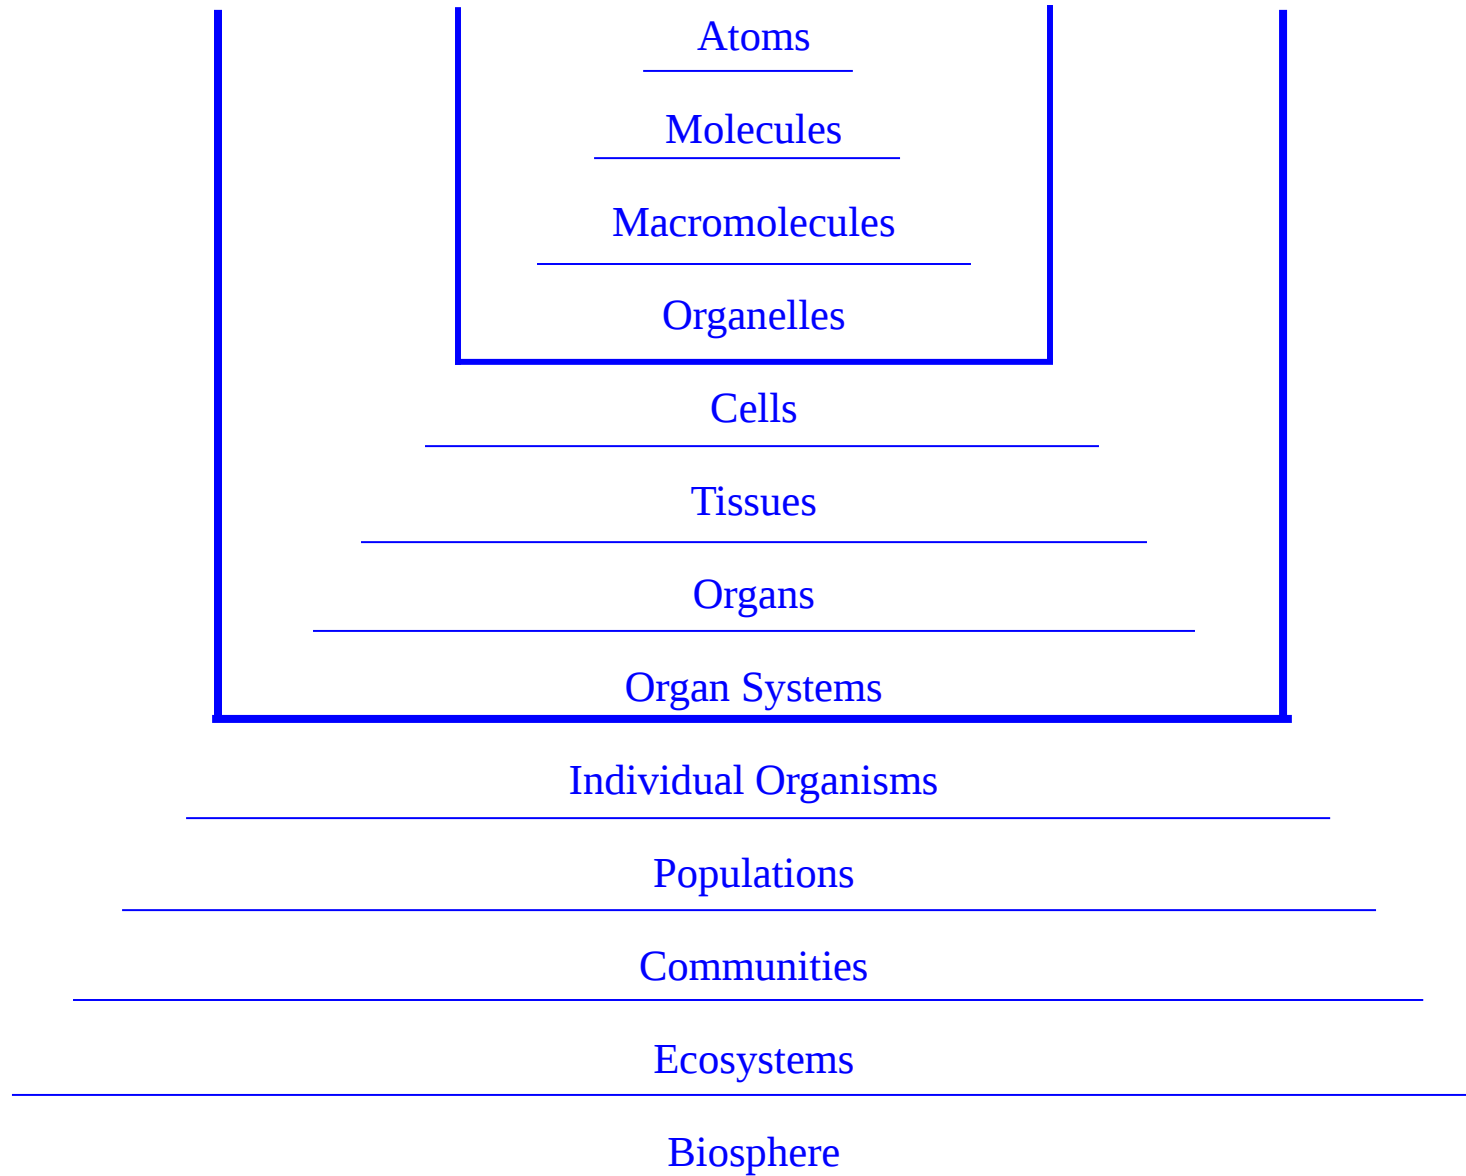 Atoms
Molecules
Macromolecules
Organelles
Cells
Tissues
Organs
Organ Systems
Individual Organisms
Populations
Communities
Ecosystems
Biosphere